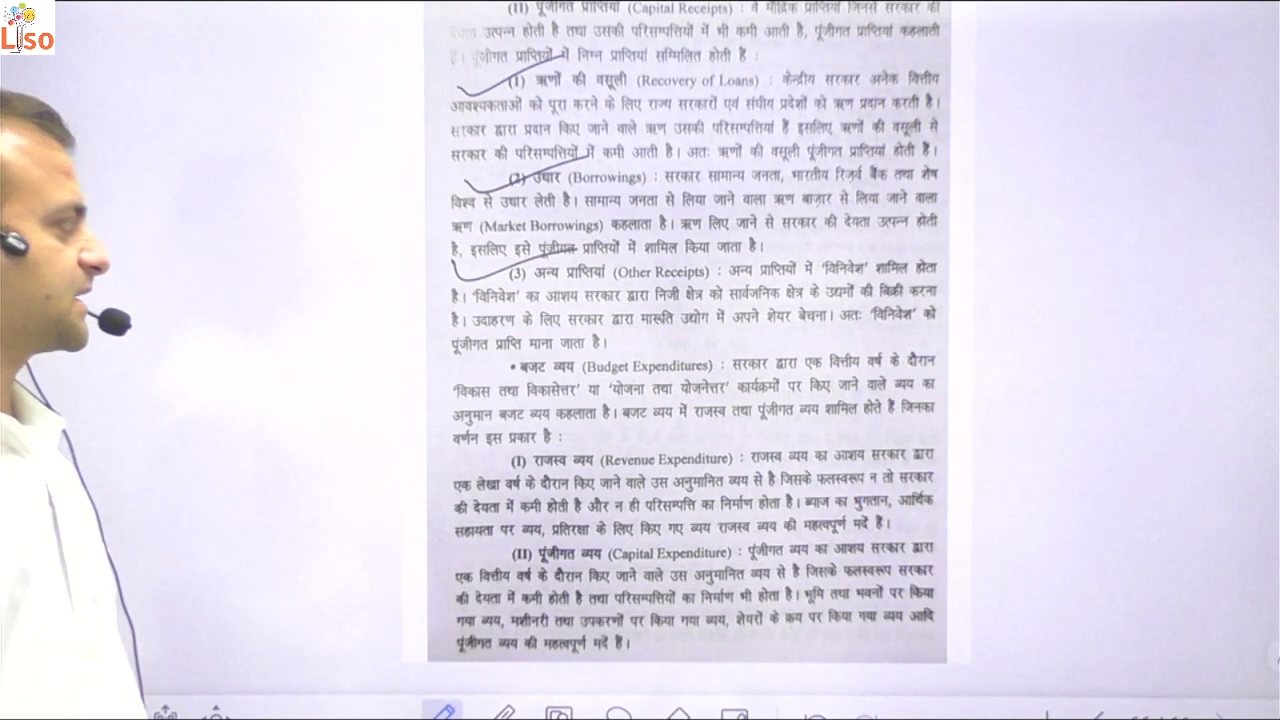 Liso
(II) पूंजीगत प्राप्तियां (Capital Receipts) : वे मौद्रिक प्राप्तियां जिनसे सरकार की
उत्पन्न होती है तथा उसकी परिसम्पत्तियों में भी कमी आता है, पूंजीगत प्राप्तियां कहलाती
हैं। पूंजीगत प्राप्तियों में निम्न प्राप्तियां सम्मिलित होती हैं :
(1) ऋणों की वसूली (Recovery of Loans) : केन्द्रीय सरकार अनेक वित्तीय
आवश्यकताओं को पूरा करने के लिए राज्य सरकारों एवं संघीय प्रदेशों को ऋण प्रदान करती है।
सरकार द्वारा प्रदान किए जाने वाले ऋण उसकी परिसम्पत्तियां हैं इसलिए ऋणों की वसूली से
सरकार की परिसम्पत्तियों में कमी आती है। अतः ऋणों की वसूली पूंजीगत प्राप्तियां होती हैं।
(2) उधार (Borrowings) : सरकार सामान्य जनता, भारतीय रिज़र्व बैंक तथा शेष
विश्व से उधार लेती है। सामान्य जनता से लिया जाने वाला ऋण बाज़ार से लिया जाने वाला
ऋण (Market Borrowings) कहलाता है। ऋण लिए जाने से सरकार की देयता उत्पन्न होती
है, इसलिए इसे पूंजीगत प्राप्तियों में शामिल किया जाता है।
(3) अन्य प्राप्तियां (Other Receipts) : अन्य प्राप्तियों में 'विनिवेश' शामिल होता
है। 'विनिवेश' का आशय सरकार द्वारा निजी क्षेत्र को सार्वजनिक क्षेत्र के उद्यमों की बिक्री करना
है। उदाहरण के लिए सरकार द्वारा मारूति उद्योग में अपने शेयर बेचना। अतः 'विनिवेश' को
पूंजीगत प्राप्ति माना जाता है।
• बजट व्यय (Budget Expenditures) : सरकार द्वारा एक वित्तीय वर्ष के दौरान
'विकास तथा विकासेत्तर' या 'योजना तथा योजनेत्तर' कार्यक्रमों पर किए जाने वाले व्यय का
अनुमान बजट व्यय कहलाता है। बजट व्यय में राजस्व तथा पूंजीगत व्यय शामिल होते हैं जिनका
वर्णन इस प्रकार है :
(I) राजस्व व्यय (Revenue Expenditure) : राजस्व व्यय का आशय सरकार द्वारा
एक लेखा वर्ष के दौरान किए जाने वाले उस अनुमानित व्यय से है जिसके फलस्वरूप न तो सरकार
की देयता में कमी होती है और न ही परिसम्पत्ति का निर्माण होता है। ब्याज का भुगतान, आर्थिक
सहायता पर व्यय, प्रतिरक्षा के लिए किए गए व्यय राजस्व व्यय की महत्वपूर्ण मदें हैं।
(II) पूंजीगत व्यय (Capital Expenditure) : पूंजीगत व्यय का आशय सरकार द्वारा
एक वित्तीय वर्ष के दौरान किए जाने वाले उस अनुमानित व्यय से है जिसके फलस्वरूप सरकार
की देयता में कमी होती है तथा परिसम्पत्तियों का निर्माण भी होता है। भूमि तथा भवनों पर किया
गया व्यय, मशीनरी तथा उपकरणों पर किया गया व्यय, शेयरों के क्रय पर किया गया व्यय आदि
पूंजीगत व्यय की महत्वपूर्ण मदें हैं।